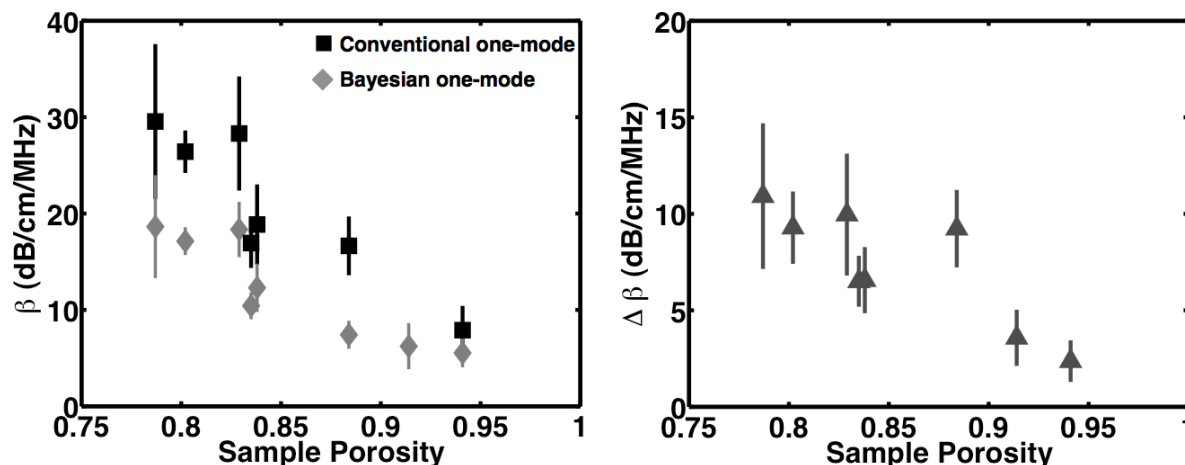 40
30
20
10
0
β (dB/cm/MHz)
Conventional one-mode
Bayesian one-mode
0.75 0.8 0.85 0.9 0.95 1
Sample Porosity
20
15
10
5
0
Δ β (dB/cm/MHz)
0.75 0.8 0.85 0.9 0.95 1
Sample Porosity